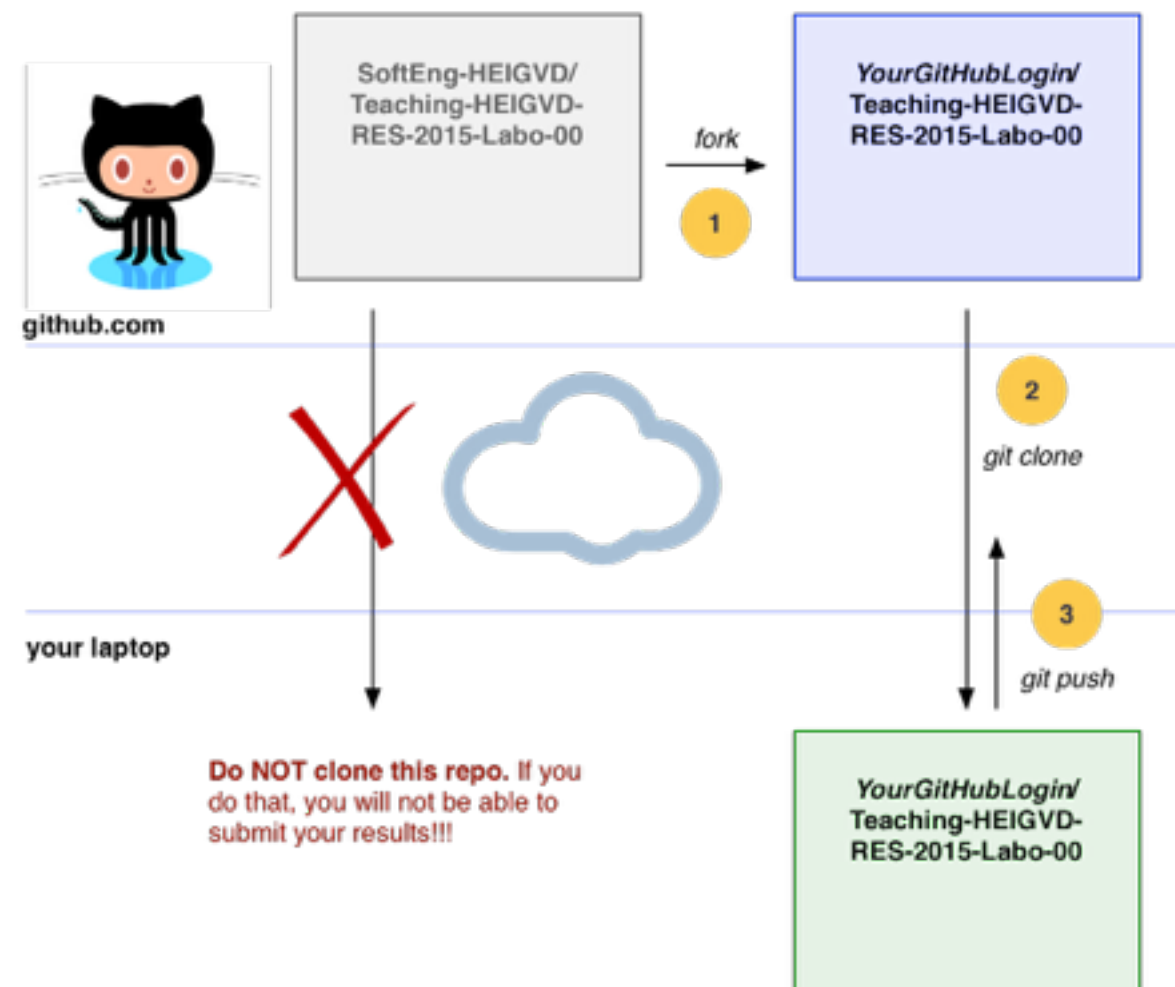 SoftEng-HEIGVD/
Teaching-HEIGVD-
RES-2015-Labo-00
fork
1
YourGitHubLogin/
Teaching-HEIGVD-
RES-2015-Labo-00
github.com
2
git clone
3
git push
your laptop
Do NOT clone this repo. If you
do that, you will not be able to
submit your results!!!
YourGitHubLogin/
Teaching-HEIGVD-
RES-2015-Labo-00